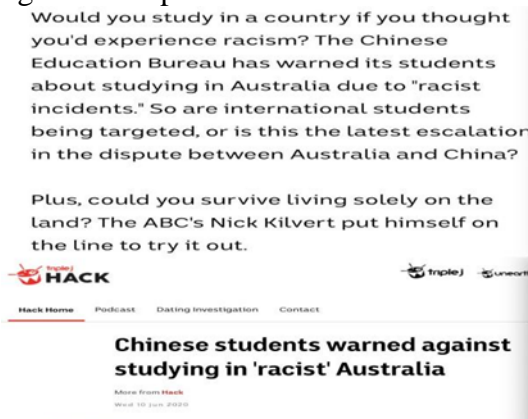 Would you study in a country if you thought
you'd experience racism? The Chinese
Education Bureau has warned its students
about studying in Australia due to "racist
incidents." So are international students
being targeted, or is this the latest escalation
in the dispute between Australia and China?
Plus, could you survive living solely on the
land? The ABC's Nick Kilvert put himself on
the line to try it out.
triple j HACK triple j unearth
Hack Home Podcast Dating Investigation Contact
Chinese students warned against
studying in 'racist' Australia
More from Hack
Wed 10 Jun 2020